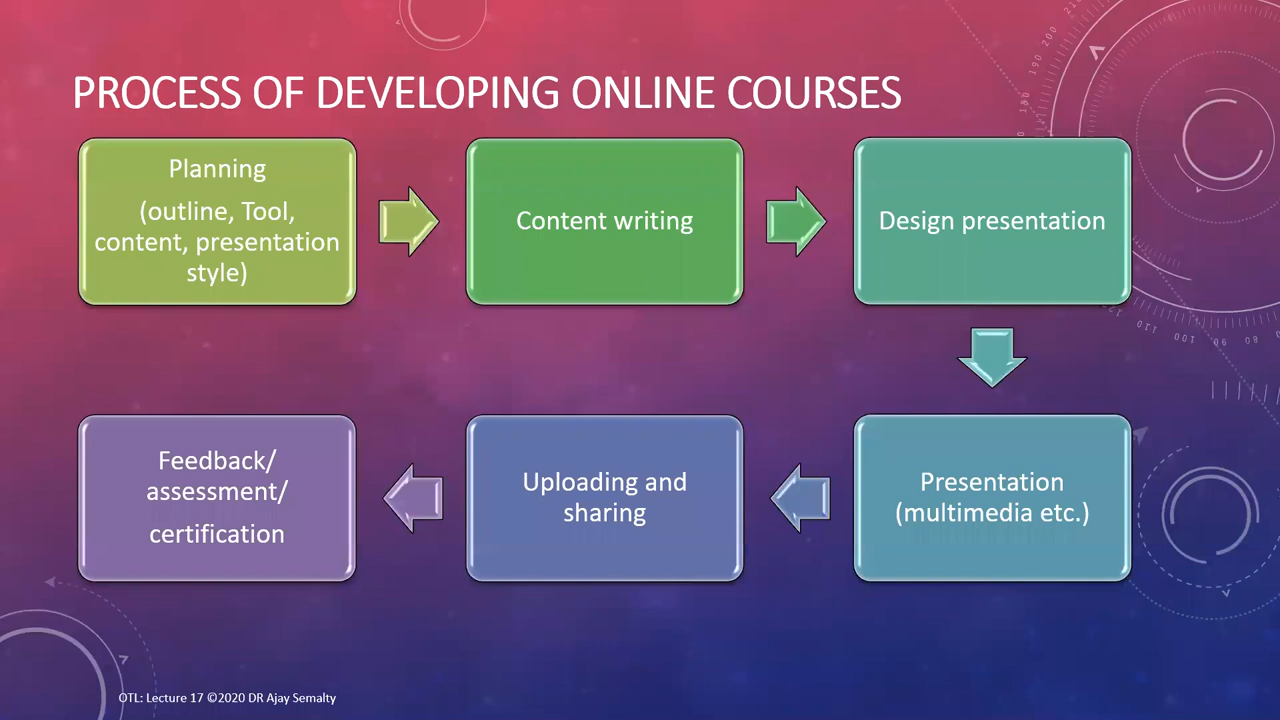 PROCESS OF DEVELOPING ONLINE COURSES
Planning
(outline, Tool,
content, presentation
style)
Content writing
Design presentation
Presentation
(multimedia etc.)
Uploading and
sharing
Feedback/
assessment/
certification
OTL: Lecture 17 ©2020 DR Ajay Semalty